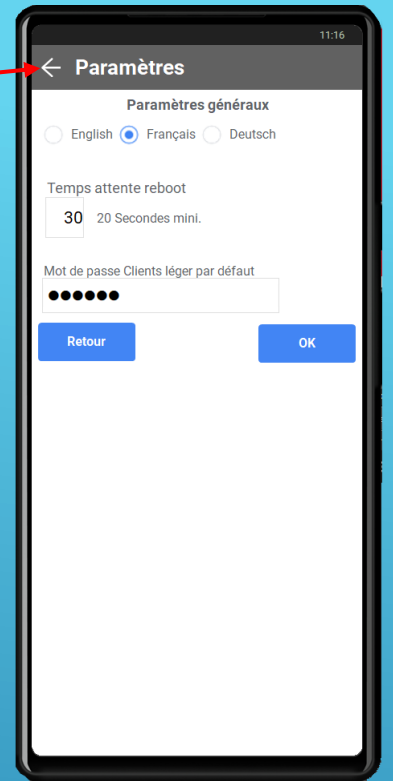 11:16
Paramètres
Paramètres généraux
English Français Deutsch
Temps attente reboot
30 20 Secondes mini.
Mot de passe Clients léger par défaut
●●●●●●
Retour OK